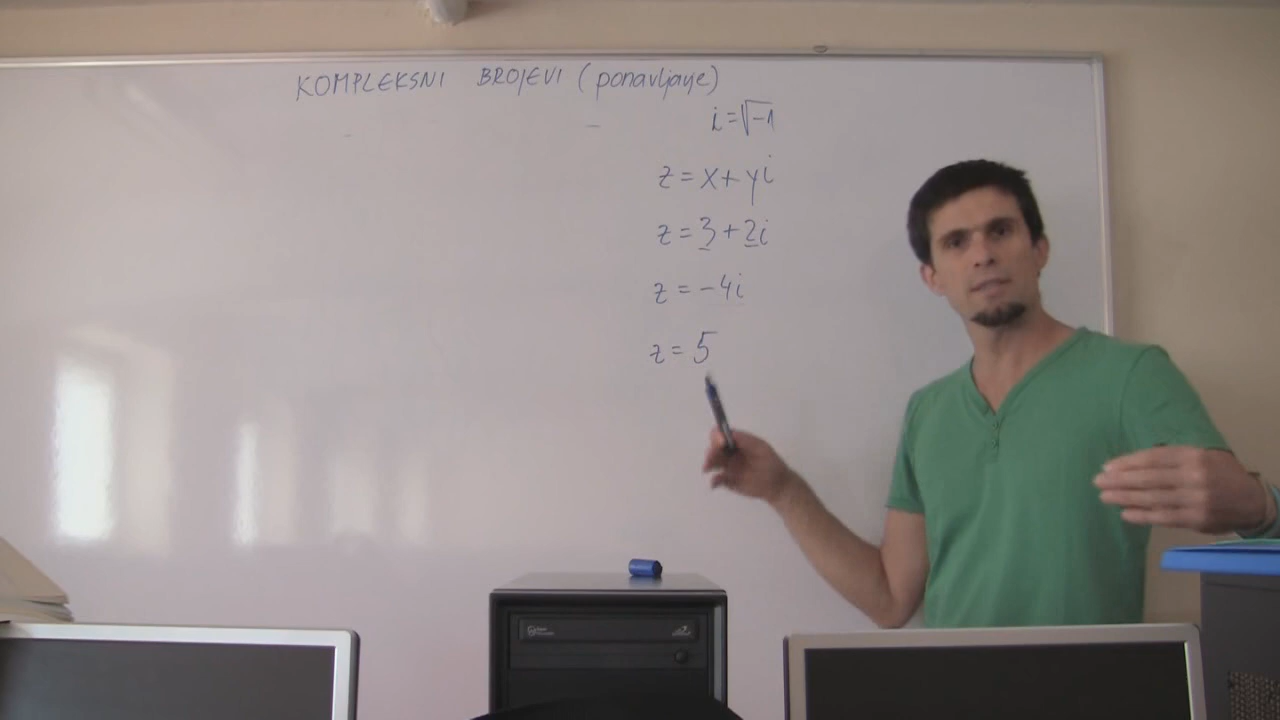 KOMPLEKSNI BROJEVI (ponavljanje)
i = √-1
z = x + yi
z = 3 + 2i
z = -4i
z = 5